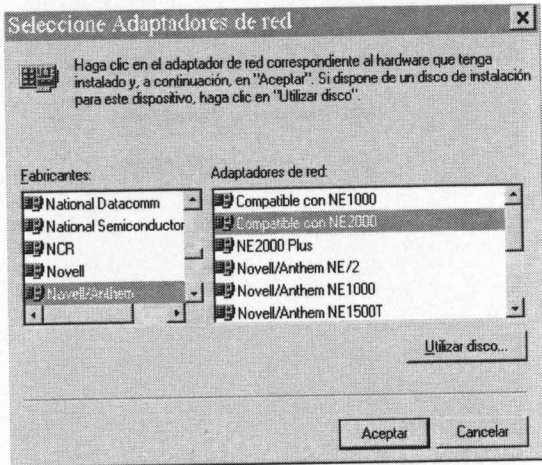 Seleccione Adaptadores de red
Haga clic en el adaptador de red correspondiente al hardware que tenga
instalado y, a continuación, en "Aceptar". Si dispone de un disco de instalación
para este dispositivo, haga clic en "Utilizar disco".
Fabricantes:
National Datacomm
National Semiconductor
NCR
Novell
Novell/Anthem
Adaptadores de red:
Compatible con NE1000
Compatible con NE2000
NE2000 Plus
Novell/Anthem NE/2
Novell/Anthem NE1000
Novell/Anthem NE1500T
Utilizar disco...
Aceptar
Cancelar